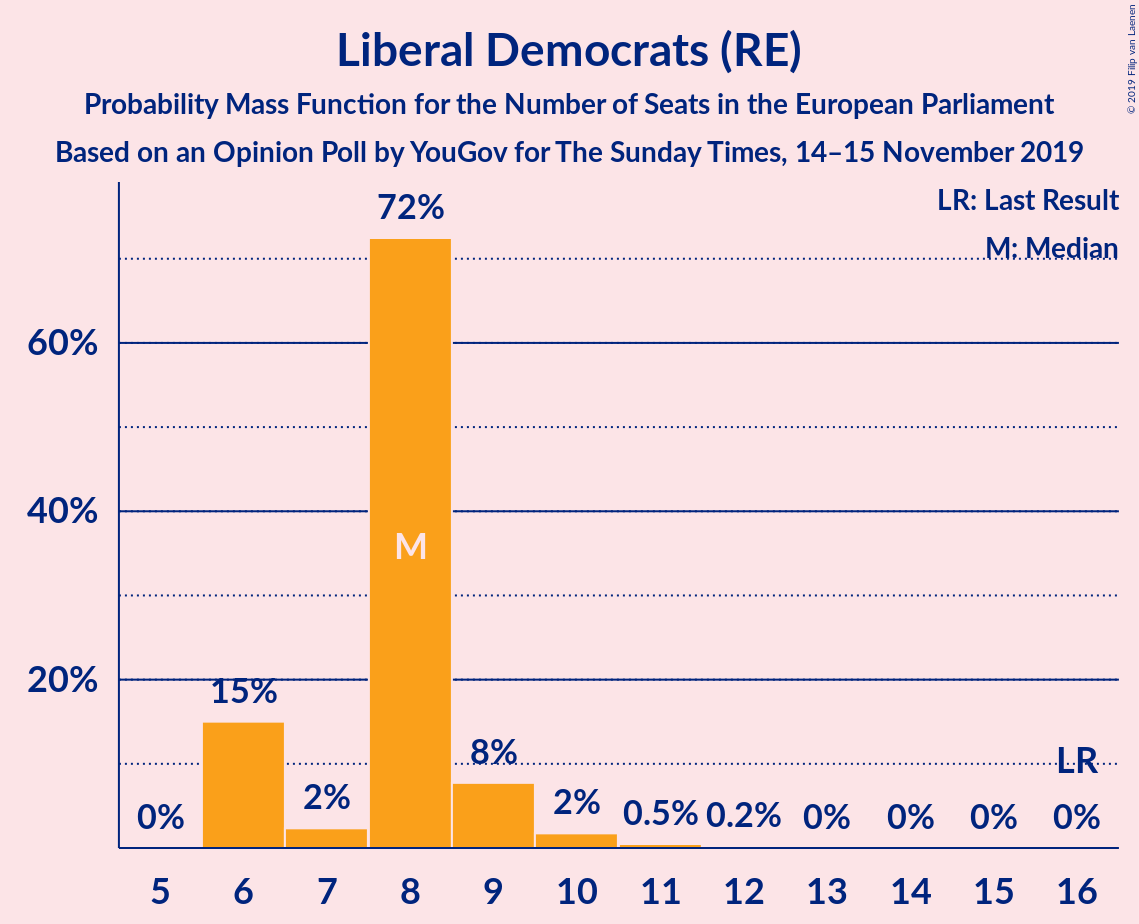 Liberal Democrats (RE)
Probability Mass Function for the Number of Seats in the European Parliament
Based on an Opinion Poll by YouGov for The Sunday Times, 14–15 November 2019
© 2019 Filip van Laenen
LR: Last Result
M: Median
72%
60%
40%
M
20%
15%
8%
LR
0%
2%
2%
0.5%
0.2%
0%
0%
0%
0%
5 6 7 8 9 10 11 12 13 14 15 16